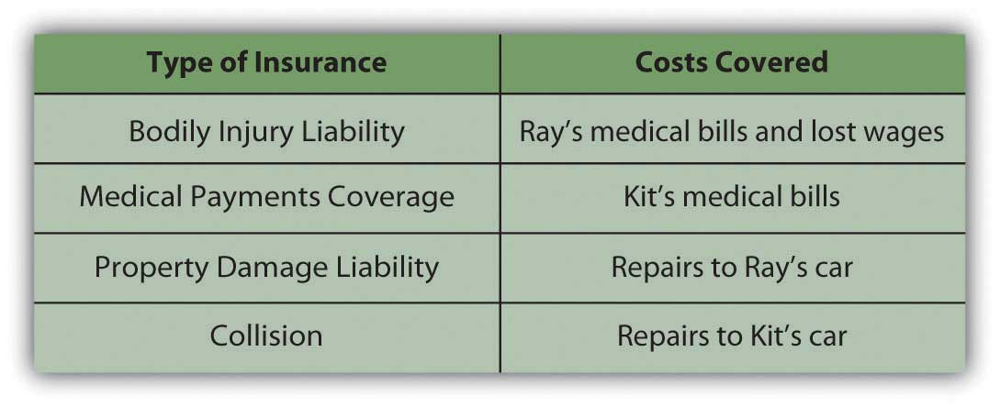 Type of Insurance Costs Covered
Bodily Injury Liability Ray’s medical bills and lost wages
Medical Payments Coverage Kit’s medical bills
Property Damage Liability Repairs to Ray’s car
Collision Repairs to Kit’s car